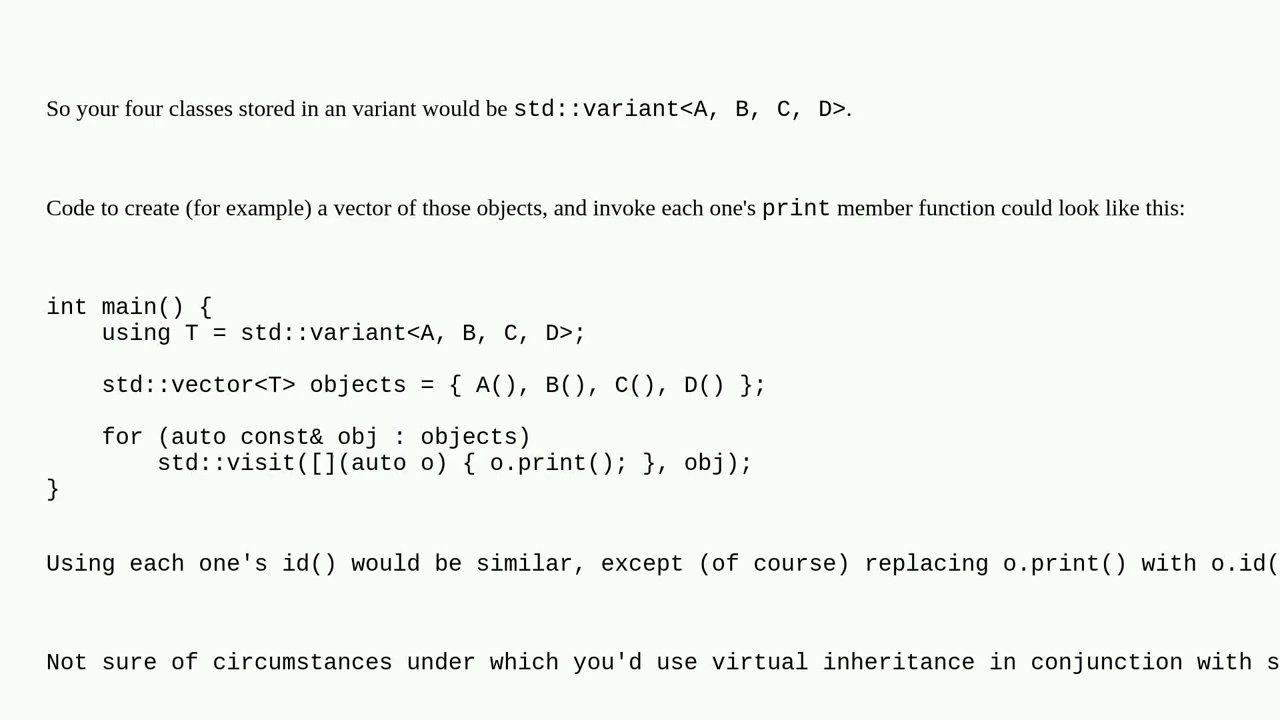 So your four classes stored in an variant would be std::variant<A, B, C, D>.
Code to create (for example) a vector of those objects, and invoke each one's print member function could look like this:
int main() {
    using T = std::variant<A, B, C, D>;
    std::vector<T> objects = { A(), B(), C(), D() };
    for (auto const& obj : objects)
        std::visit([](auto o) { o.print(); }, obj);
}
Using each one's id() would be similar, except (of course) replacing o.print() with o.id(
Not sure of circumstances under which you'd use virtual inheritance in conjunction with s